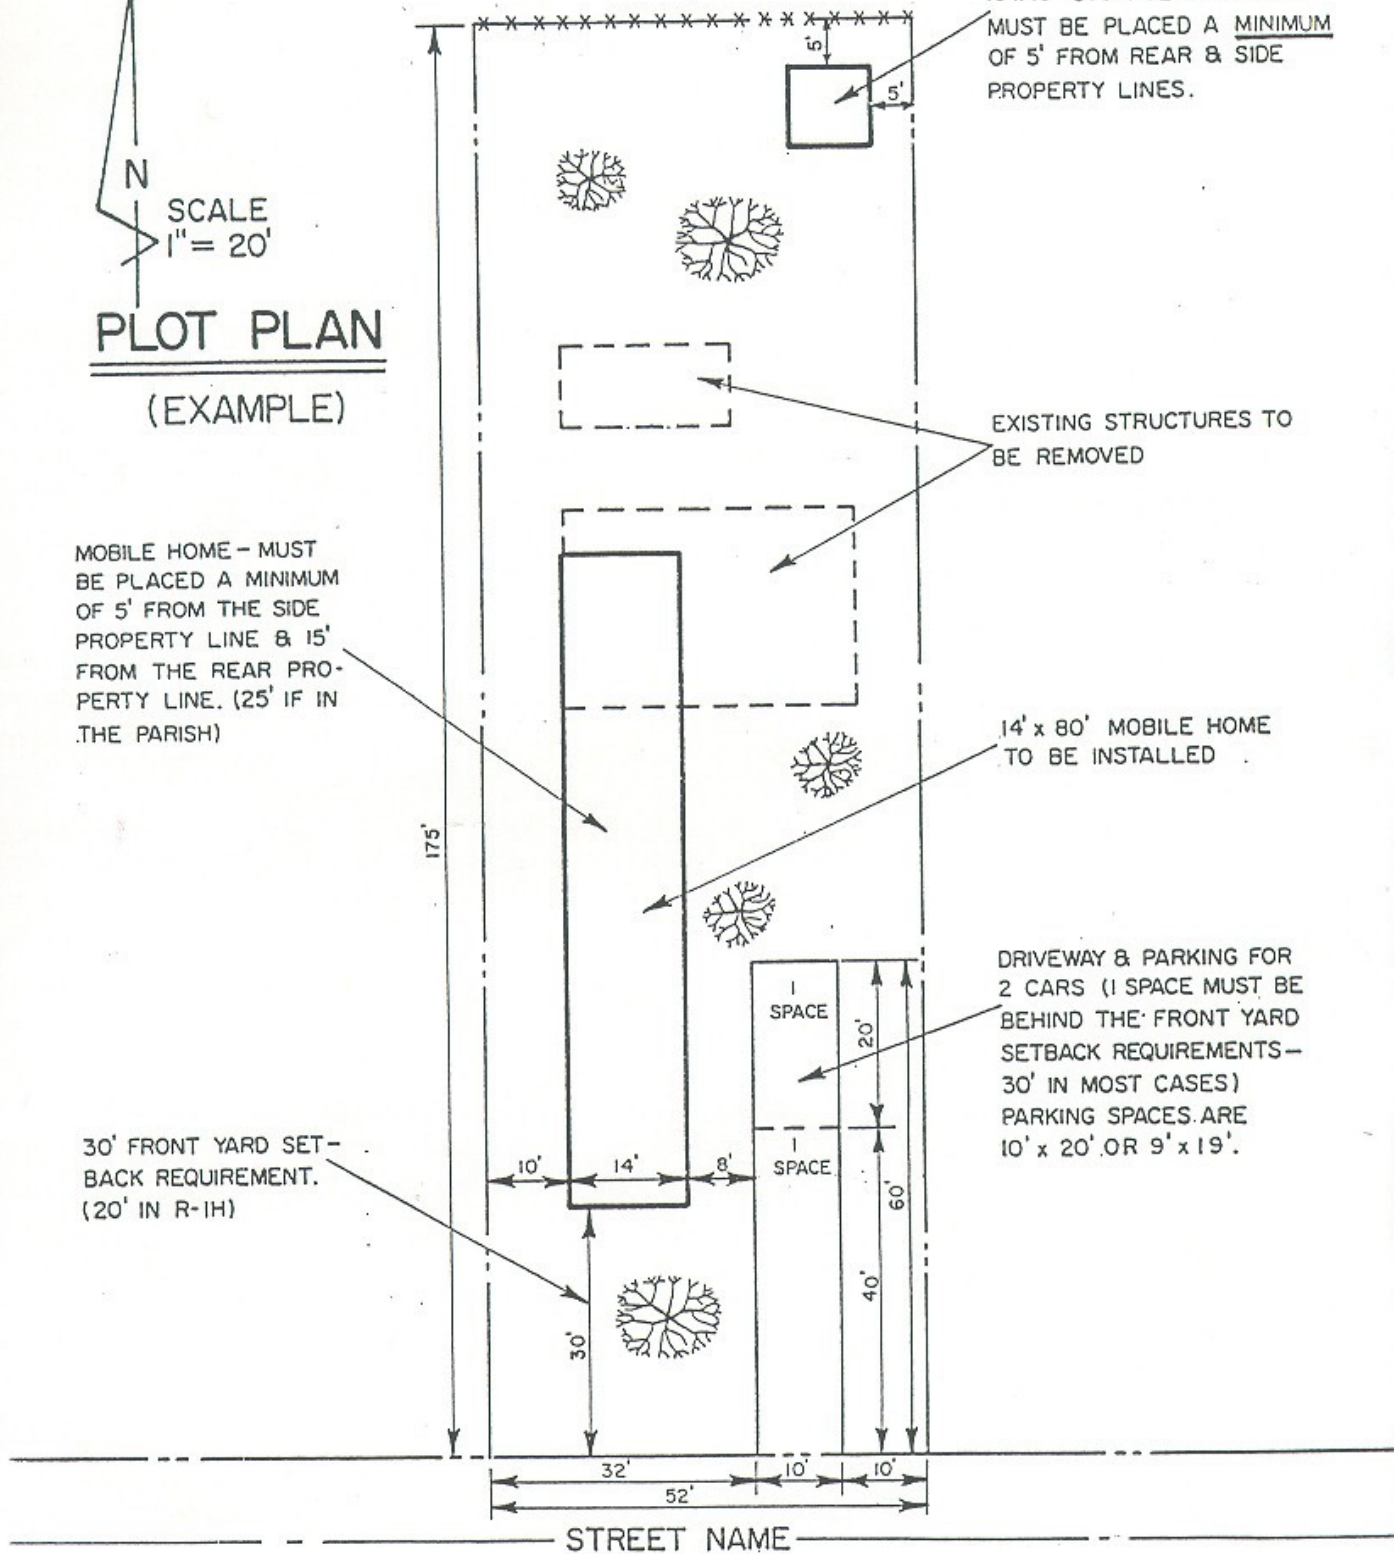 MUST BE PLACED A MINIMUM
OF 5' FROM REAR & SIDE
PROPERTY LINES.
5'
5'
N
SCALE
1" = 20'
PLOT PLAN
(EXAMPLE)
EXISTING STRUCTURES TO
BE REMOVED
MOBILE HOME - MUST
BE PLACED A MINIMUM
OF 5' FROM THE SIDE
PROPERTY LINE & 15'
FROM THE REAR PRO-
PERTY LINE. (25' IF IN
THE PARISH)
14' x 80' MOBILE HOME
TO BE INSTALLED
175'
DRIVEWAY & PARKING FOR
2 CARS (1 SPACE MUST BE
BEHIND THE FRONT YARD
SETBACK REQUIREMENTS-
30' IN MOST CASES)
PARKING SPACES ARE
10' x 20' OR 9' x 19'.
1
SPACE
20'
1
SPACE
30' FRONT YARD SET-
BACK REQUIREMENT.
(20' IN R-1H)
10'
14'
8'
60'
40'
30'
32'
10'
10'
52'
STREET NAME